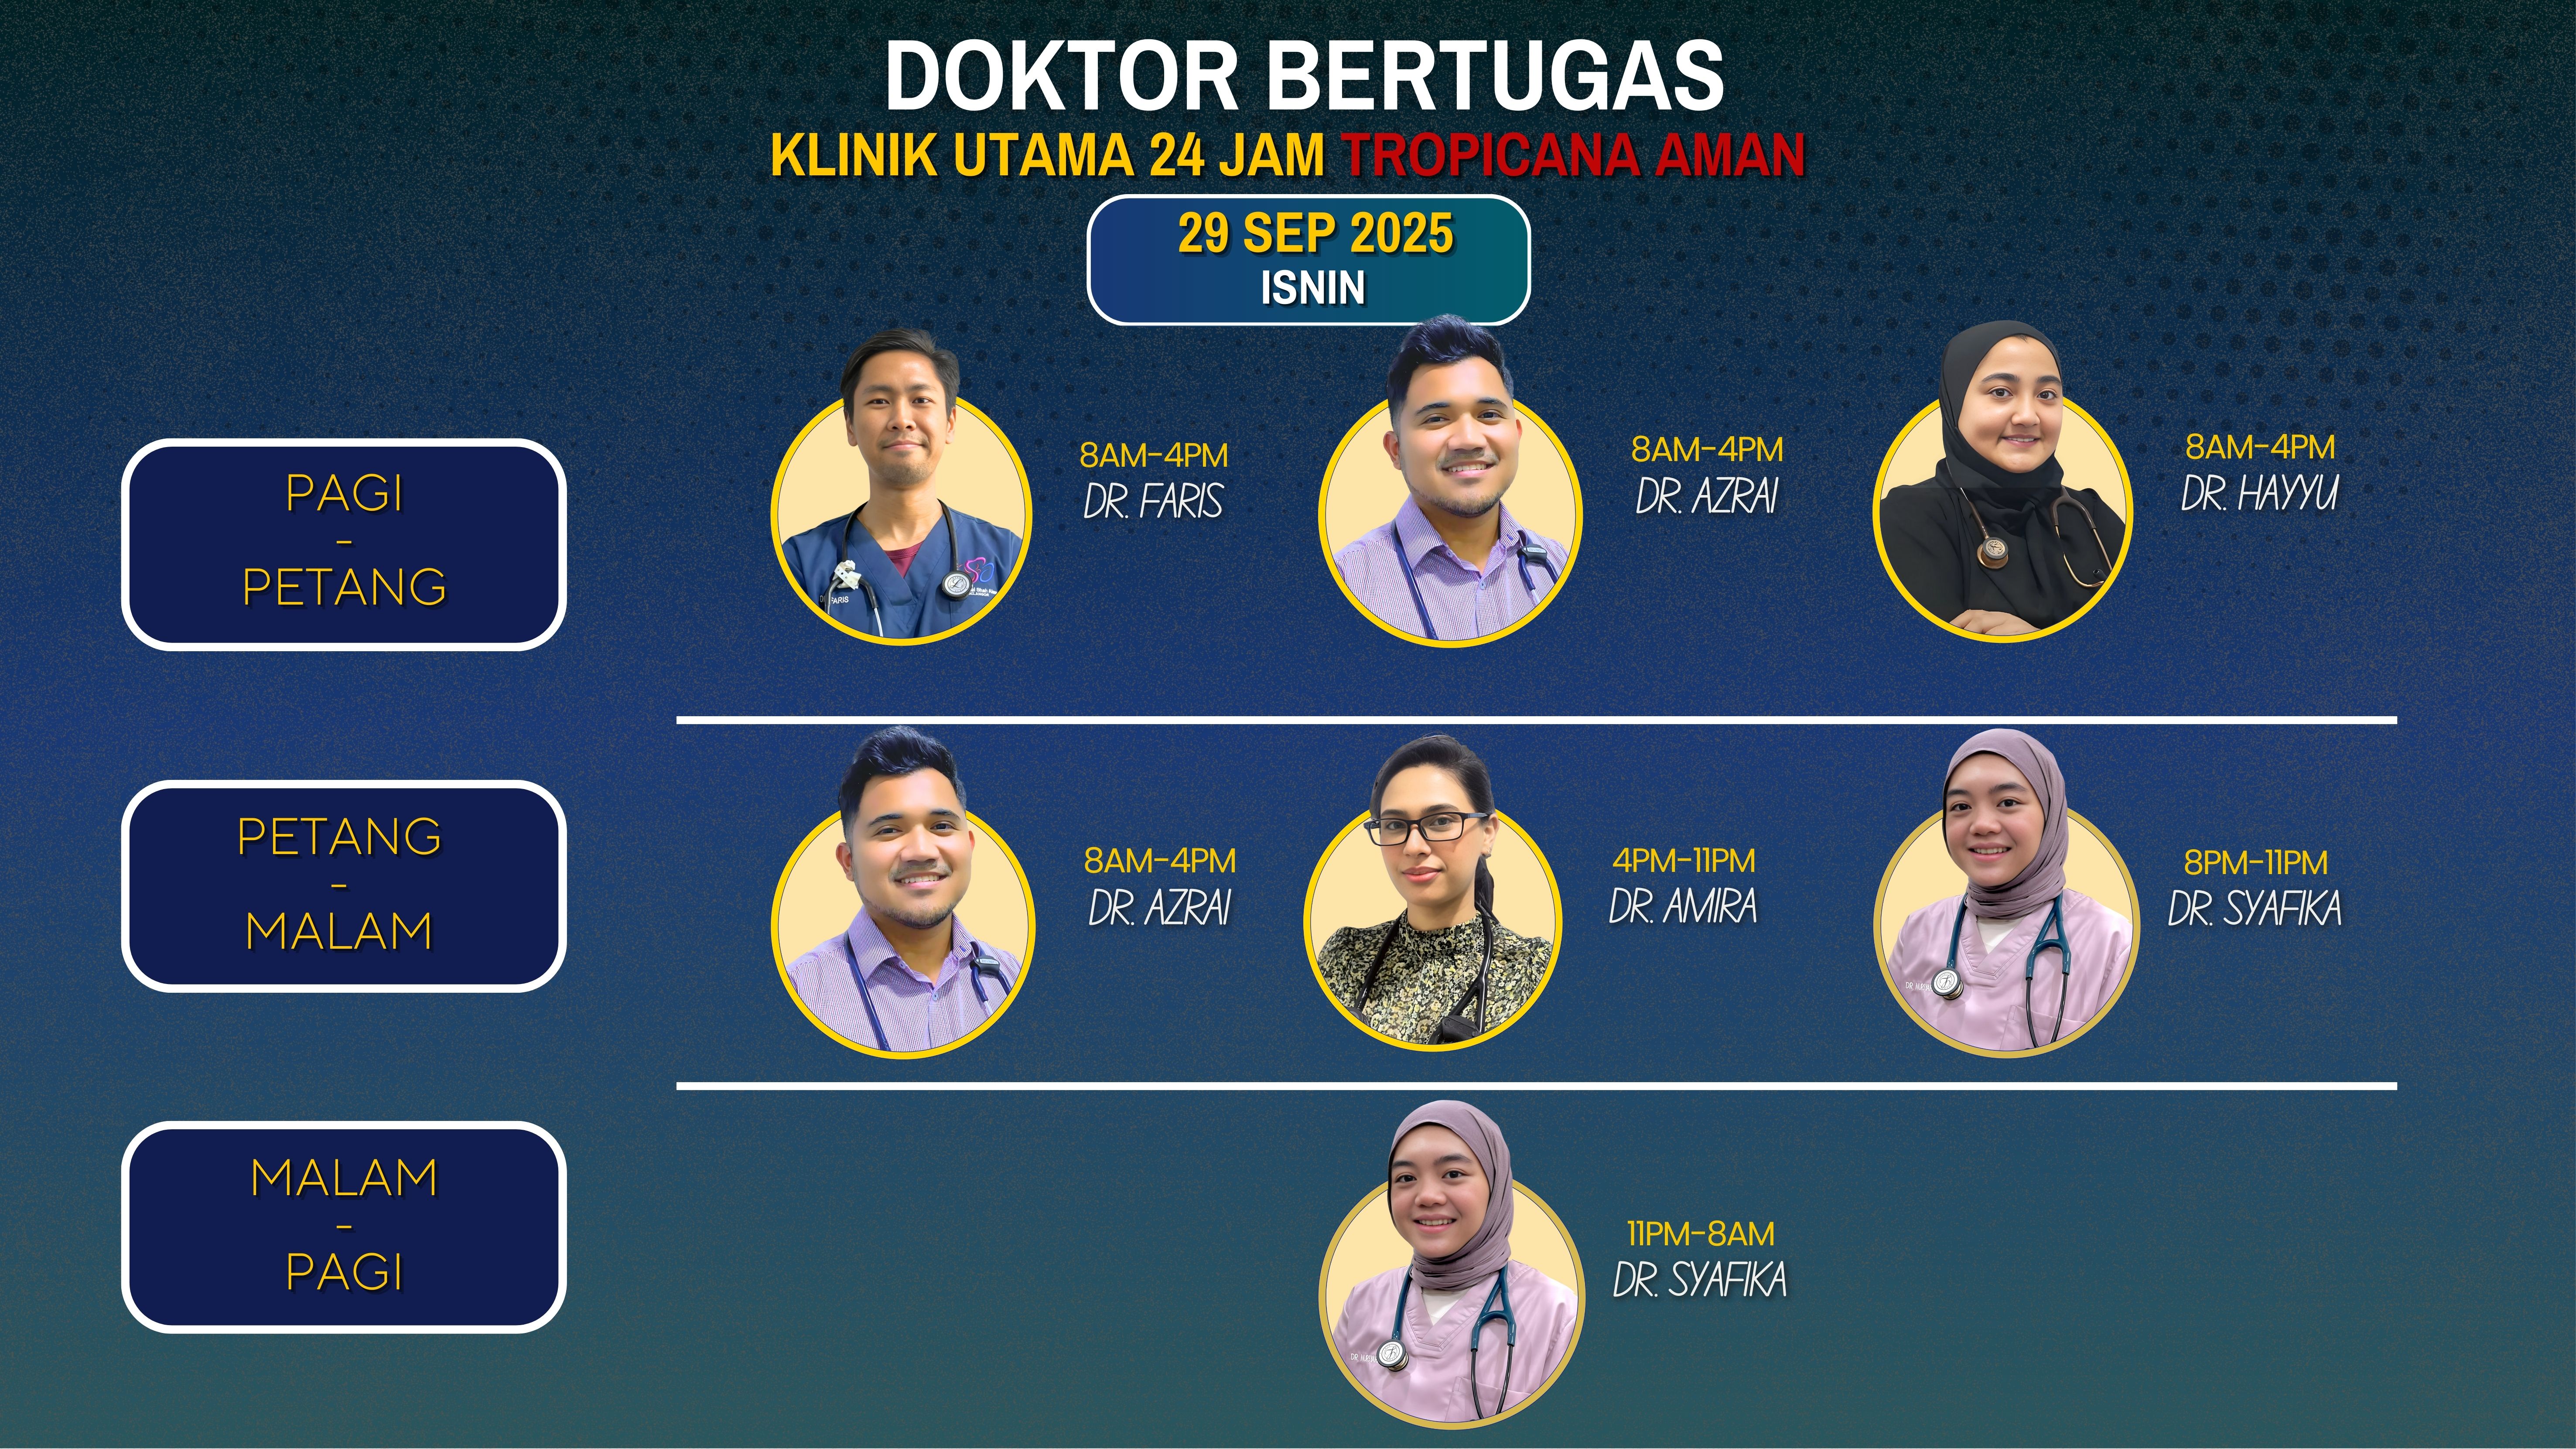 DOKTOR BERTUGAS
KLINIK UTAMA 24 JAM TROPICANA AMAN
29 SEP 2025
ISNIN
PAGI
-
PETANG
8AM-4PM
DR. FARIS
FARIS
8AM-4PM
DR. AZRAI
8AM-4PM
DR. HAYYU
PETANG
-
MALAM
8AM-4PM
DR. AZRAI
4PM-11PM
DR. AMIRA
8PM-11PM
DR. SYAFIKA
MALAM
-
PAGI
11PM-8AM
DR. SYAFIKA